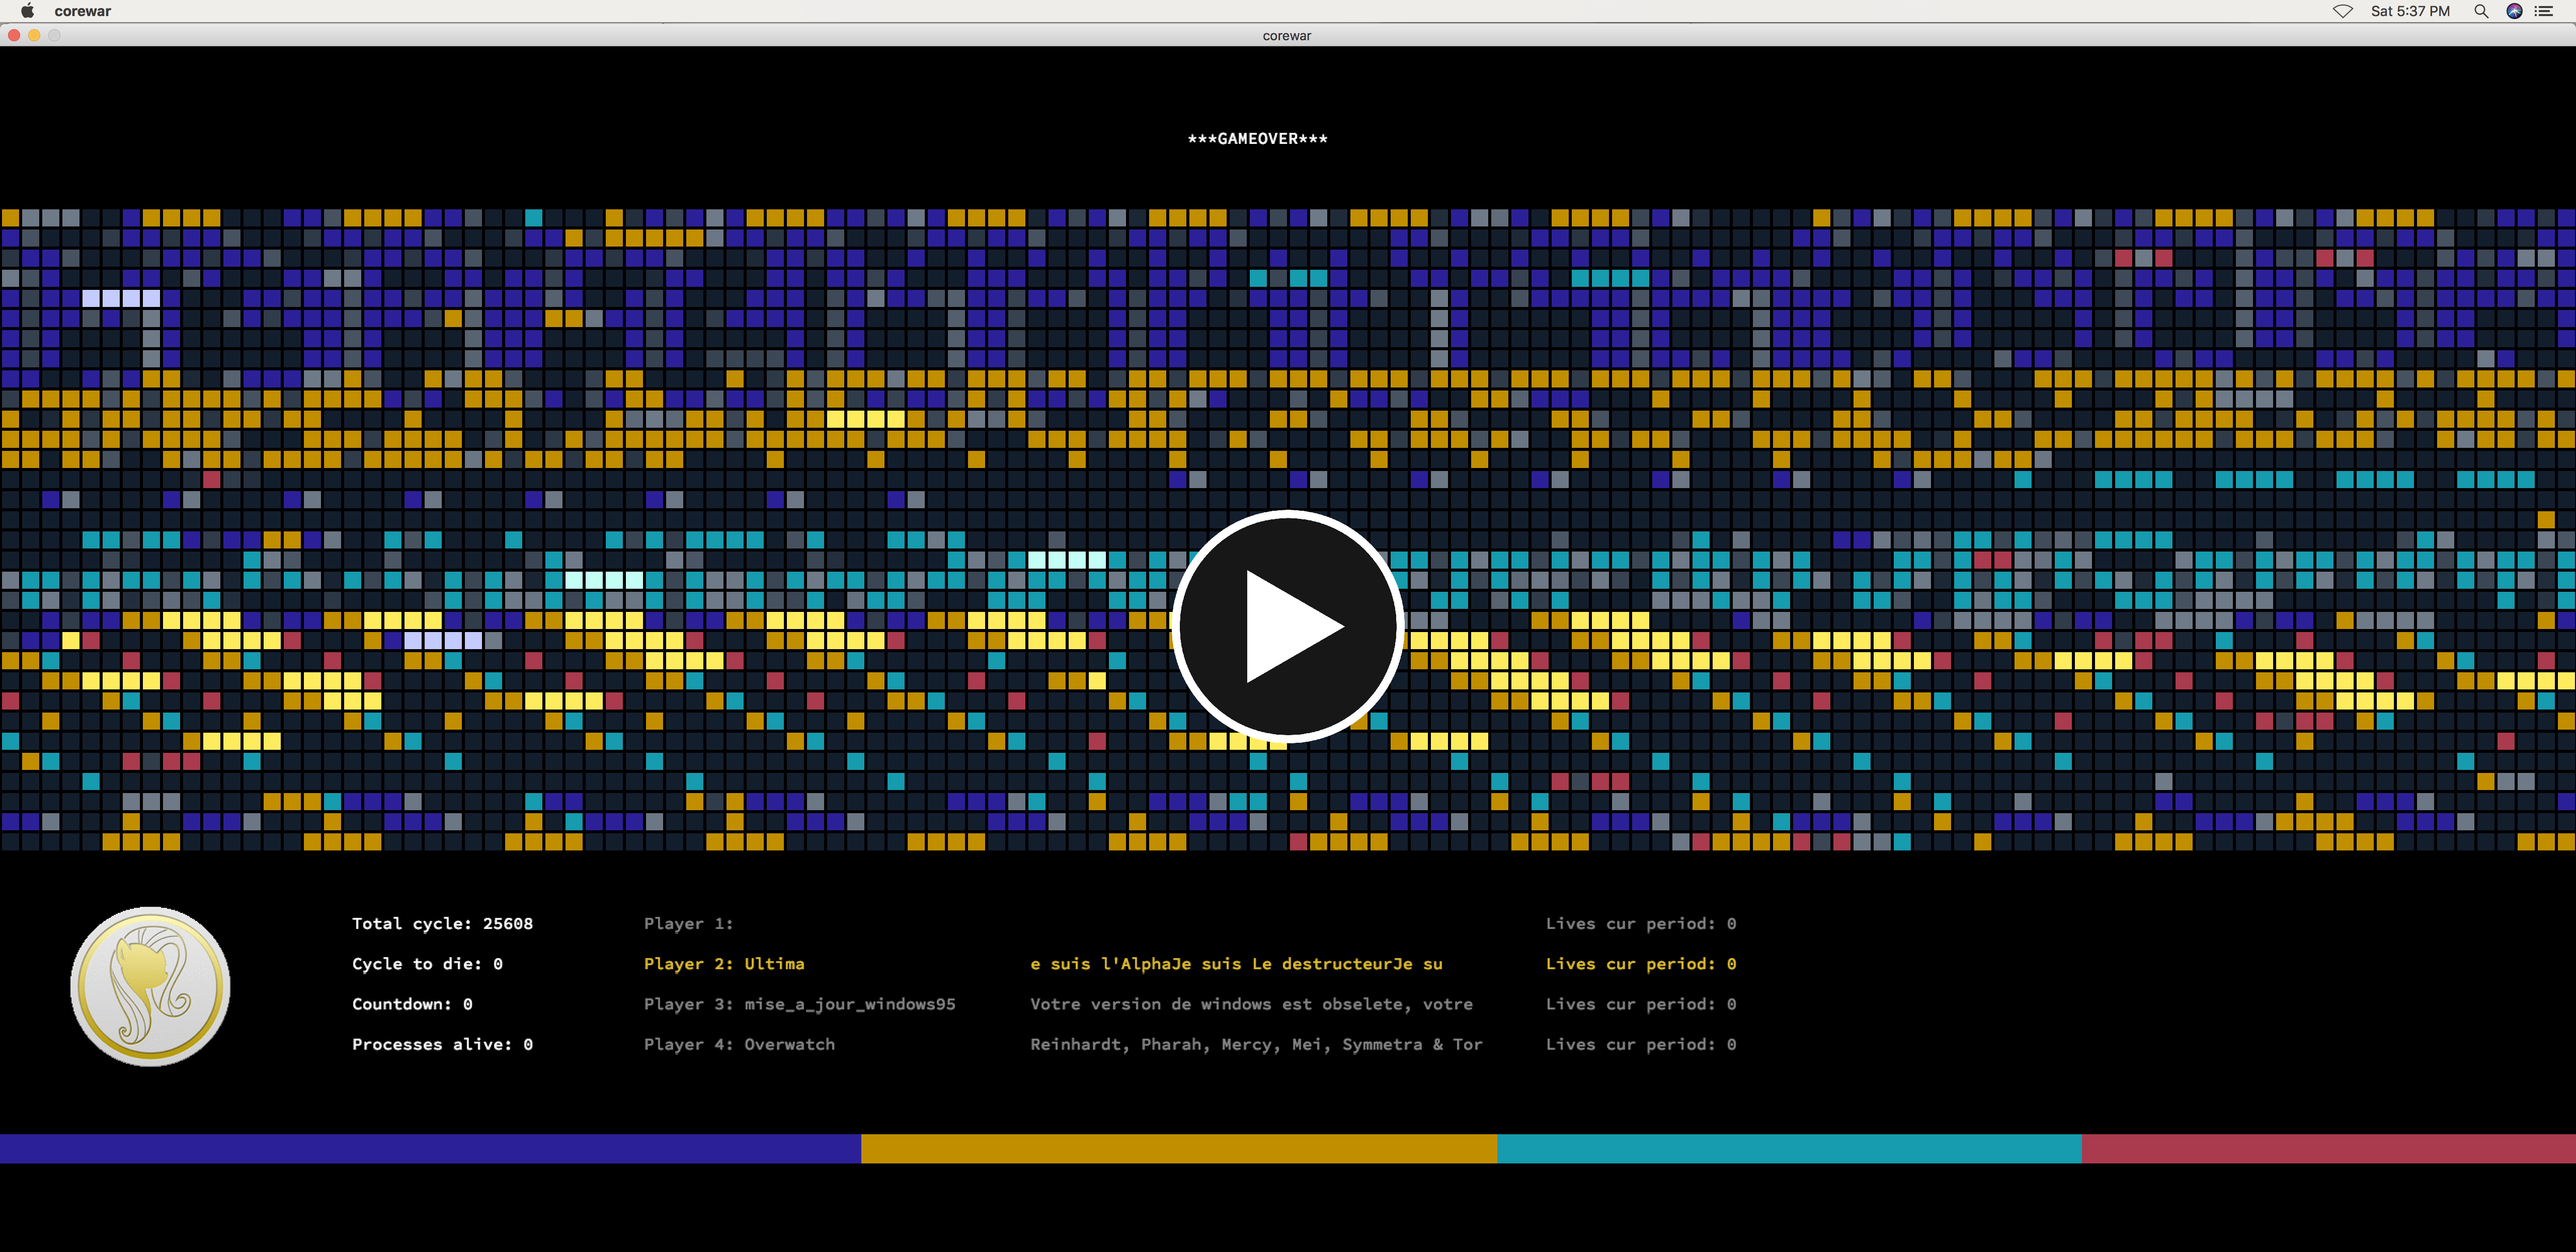 corewar
Sat 5:37 PM
corewar
***GAMEOVER***
Total cycle: 25608
Player 1:
Lives cur period: 0
Cycle to die: 0
Player 2: Ultima
e suis l'AlphaJe suis Le destructeurJe su
Lives cur period: 0
Countdown: 0
Player 3: mise_a_jour_windows95
Votre version de windows est obselete, votre
Lives cur period: 0
Processes alive: 0
Player 4: Overwatch
Reinhardt, Pharah, Mercy, Mei, Symmetra & Tor
Lives cur period: 0